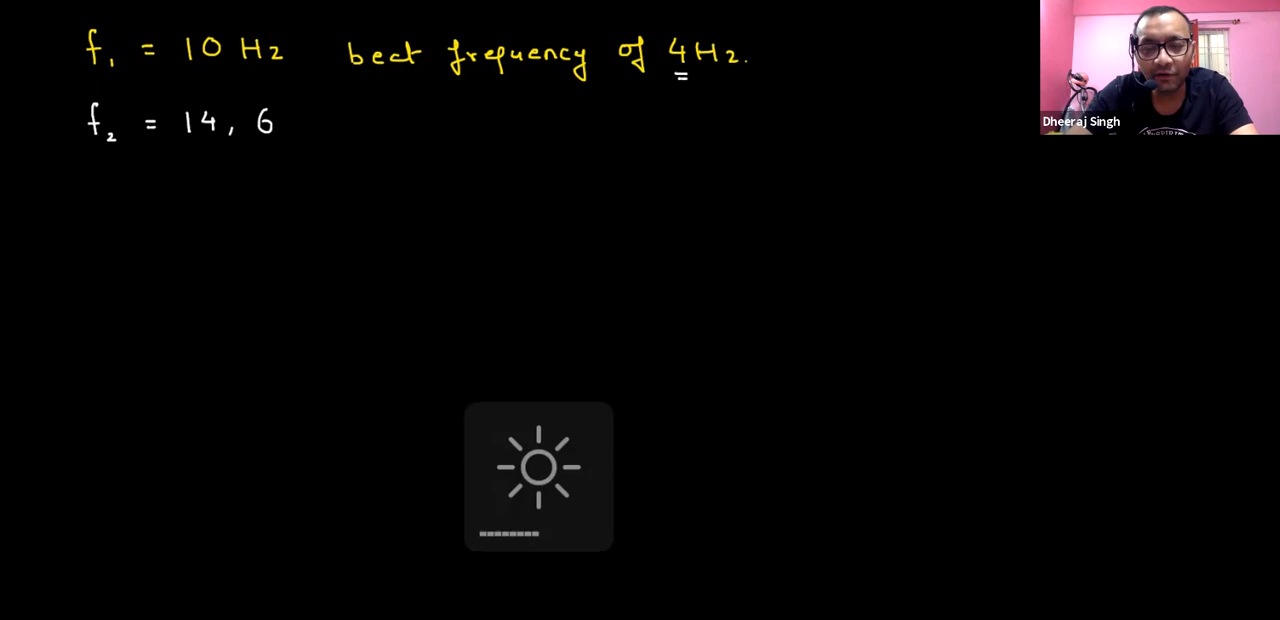 f₁ = 10 Hz beat frequency of 4 Hz.
f₂ = 14, 6
Dheeraj Singh